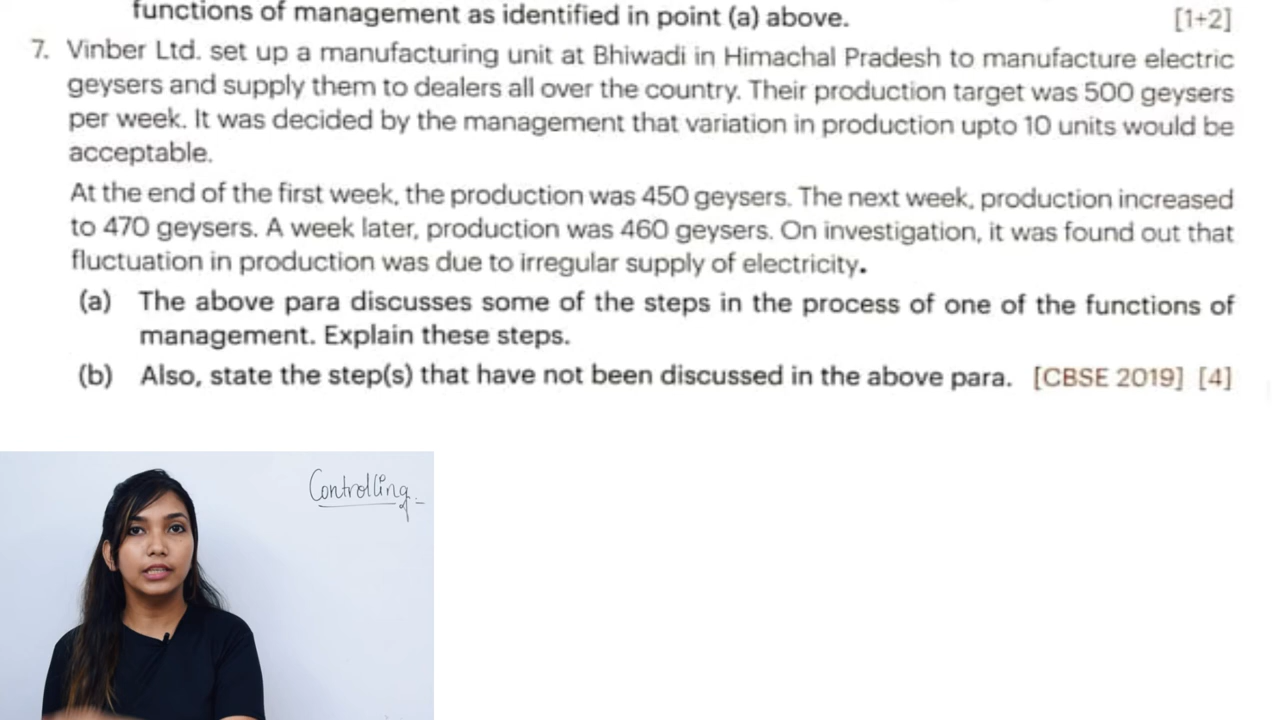 functions of management as identified in point (a) above. [1+2]
7. Vinber Ltd. set up a manufacturing unit at Bhiwadi in Himachal Pradesh to manufacture electric
geysers and supply them to dealers all over the country. Their production target was 500 geysers
per week. It was decided by the management that variation in production upto 10 units would be
acceptable.
At the end of the first week, the production was 450 geysers. The next week, production increased
to 470 geysers. A week later, production was 460 geysers. On investigation, it was found out that
fluctuation in production was due to irregular supply of electricity.
(a) The above para discusses some of the steps in the process of one of the functions of
management. Explain these steps.
(b) Also, state the step(s) that have not been discussed in the above para. [CBSE 2019] [4]
Controlling -